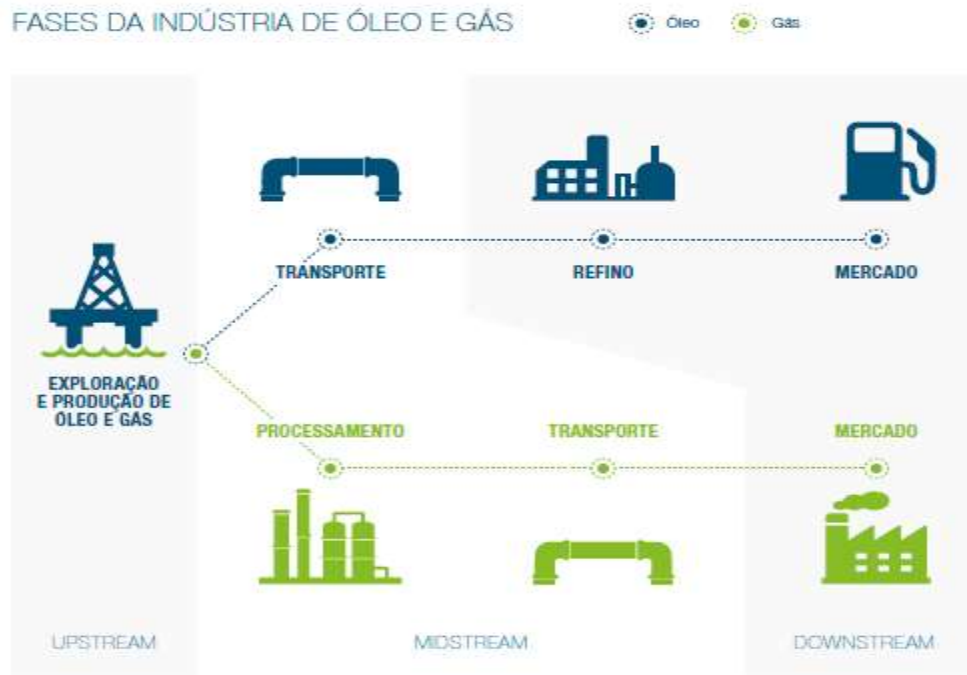 FASES DA INDÚSTRIA DE ÓLEO E GÁS
Óleo
Gás
TRANSPORTE
REFINO
MERCADO
EXPLORAÇÃO
E PRODUÇÃO DE
ÓLEO E GÁS
PROCESSAMENTO
TRANSPORTE
MERCADO
UPSTREAM
MIDSTREAM
DOWNSTREAM